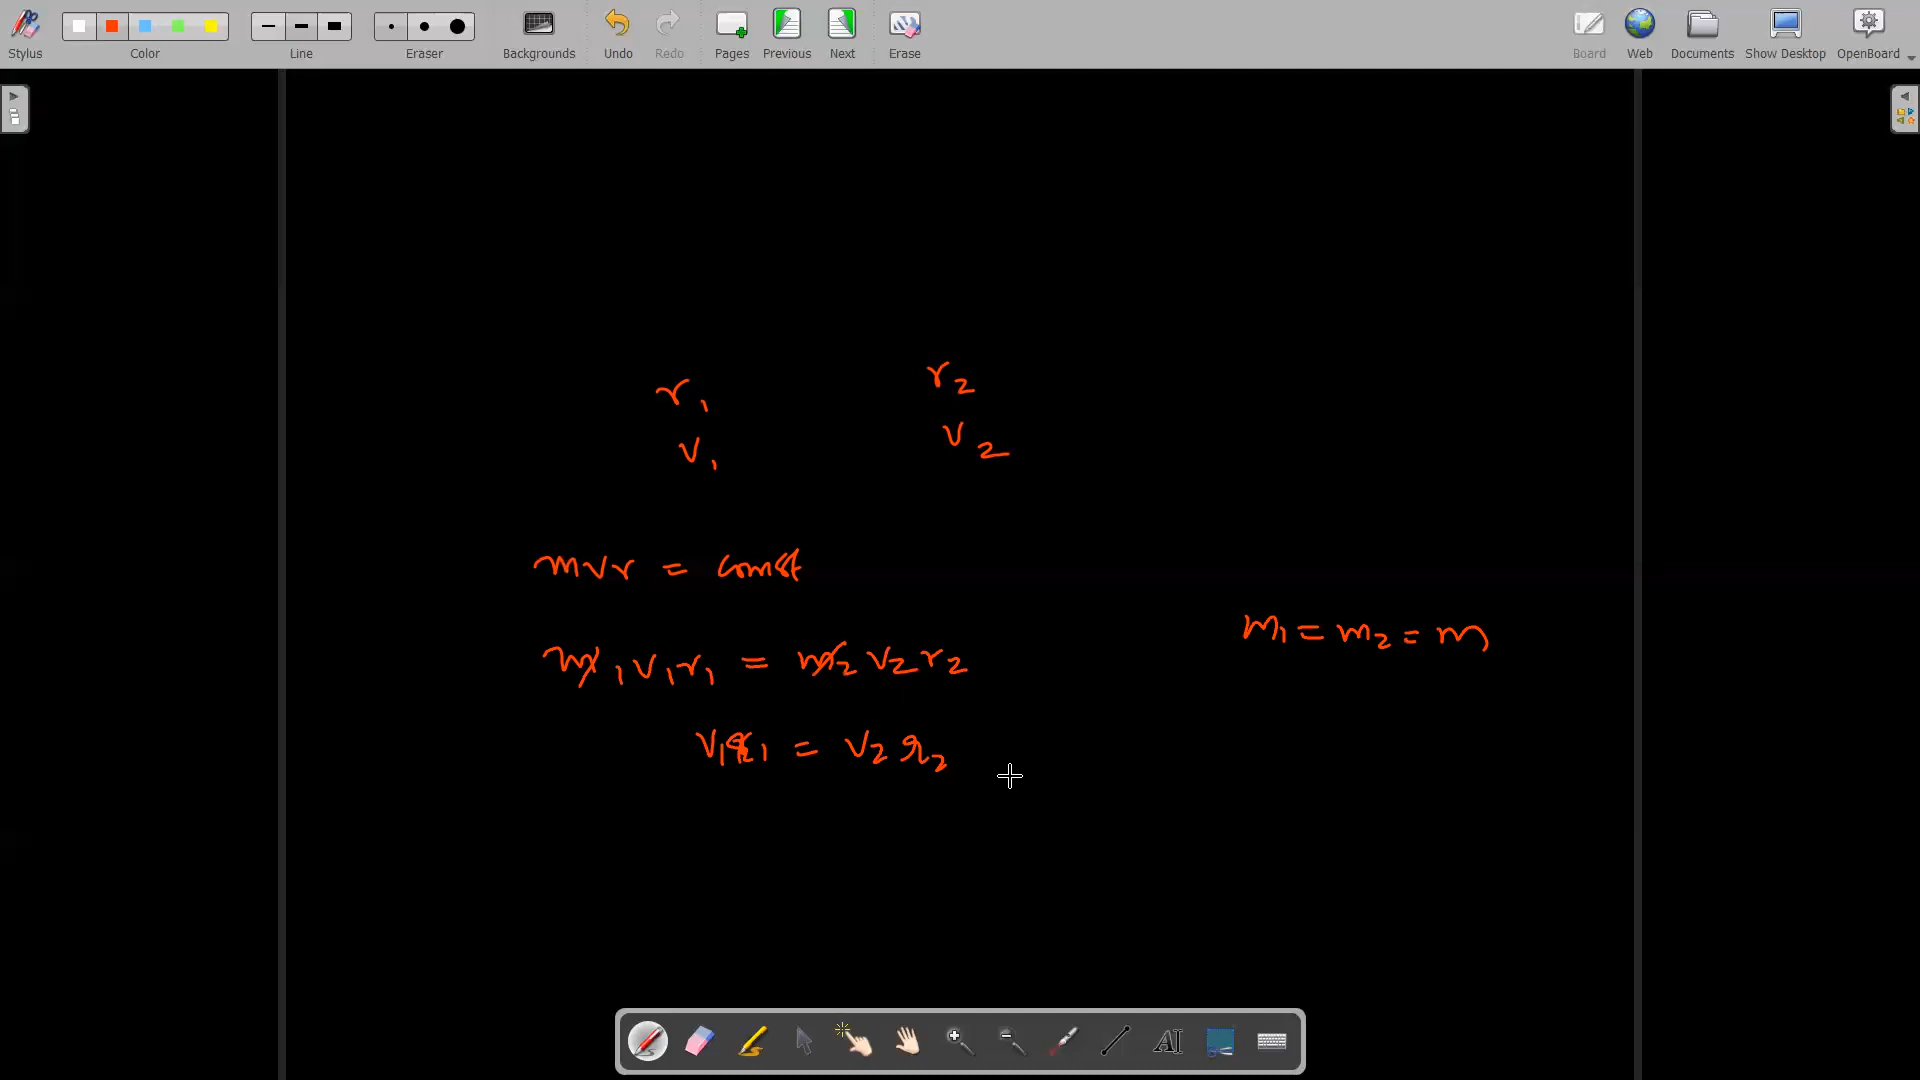 Stylus Color Line Eraser Backgrounds Undo Redo Pages Previous Next Erase Board Web Documents Show Desktop OpenBoard
r₁ r₂
v₁ v₂
mvr = const
m₁v₁r₁ = m₂v₂r₂
m₁ = m₂ = m
v₁r₁ = v₂r₂
AI